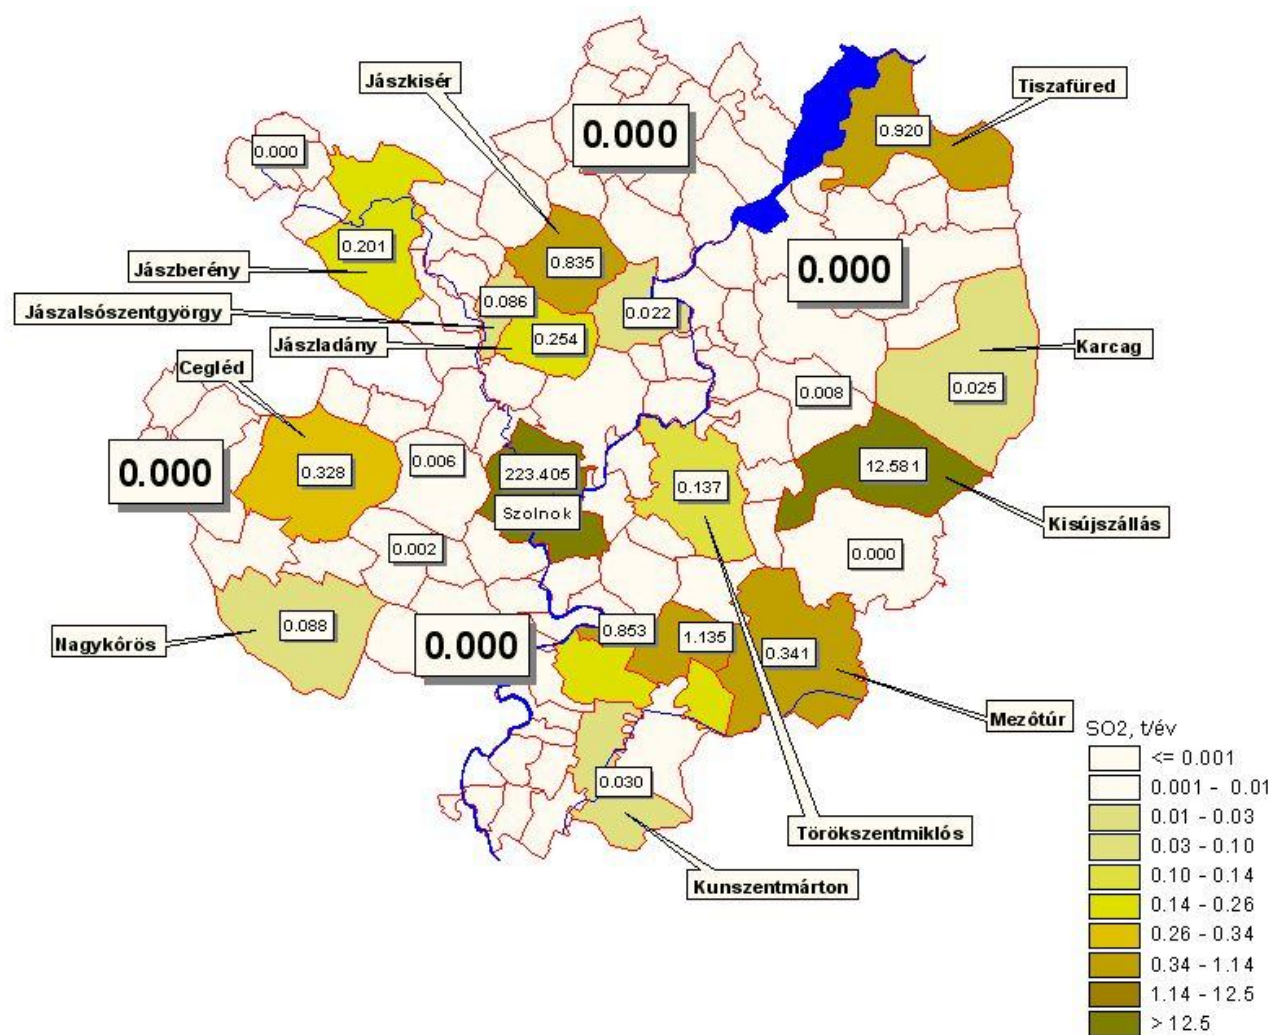 Jászkisér
Tiszafüred
0.000
0.920
0.000
0.201
0.835
0.000
Jászberény
0.086
Jászalsószentgyörgy
0.022
Jászladány
0.254
Karcag
Cegléd
0.008
0.025
0.000
0.328
0.006
223.405
0.137
12.581
Szolnok
Kisújszállás
0.002
0.000
Nagykôrös
0.088
0.000
0.853
1.135
0.341
Mezôtúr
0.030
Törökszentmiklós
Kunszentmárton
SO2, t/év
<= 0.001
0.001 - 0.01
0.01 - 0.03
0.03 - 0.10
0.10 - 0.14
0.14 - 0.26
0.26 - 0.34
0.34 - 1.14
1.14 - 12.5
> 12.5